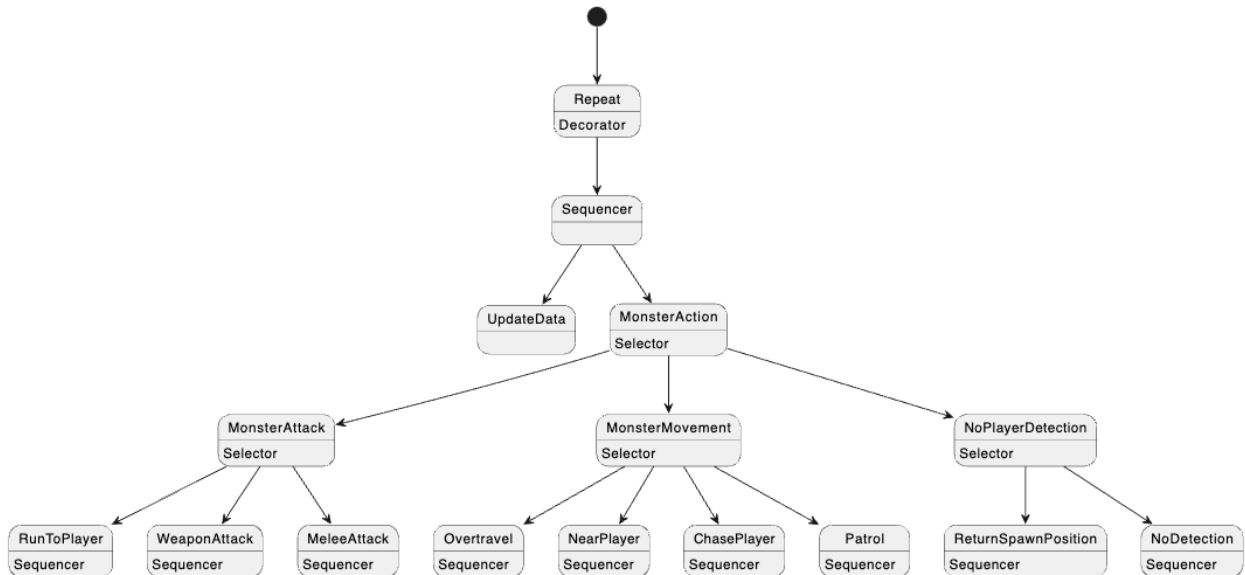 Repeat
Decorator
Sequencer
UpdateData
MonsterAction
Selector
MonsterAttack
Selector
MonsterMovement
Selector
NoPlayerDetection
Selector
RunToPlayer
Sequencer
WeaponAttack
Sequencer
MeleeAttack
Sequencer
Overtravel
Sequencer
NearPlayer
Sequencer
ChasePlayer
Sequencer
Patrol
Sequencer
ReturnSpawnPosition
Sequencer
NoDetection
Sequencer